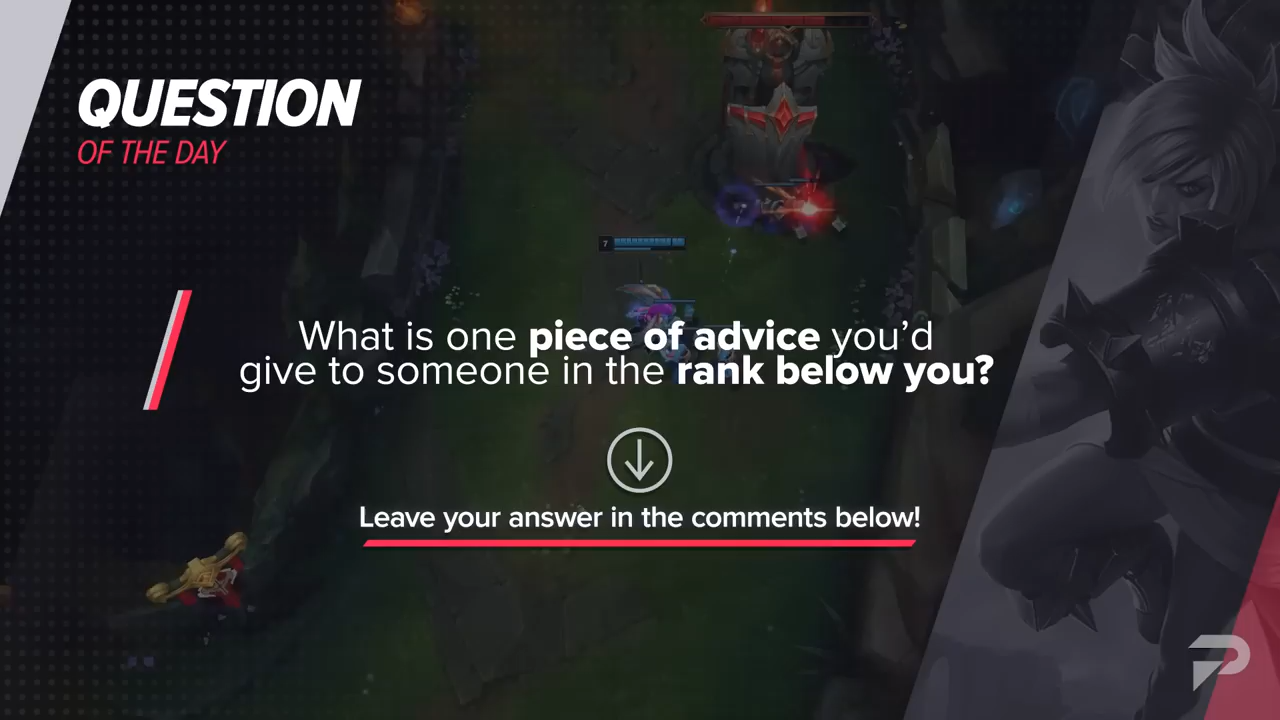 QUESTION
OF THE DAY
7
What is one piece of advice you’d
give to someone in the rank below you?
Leave your answer in the comments below!